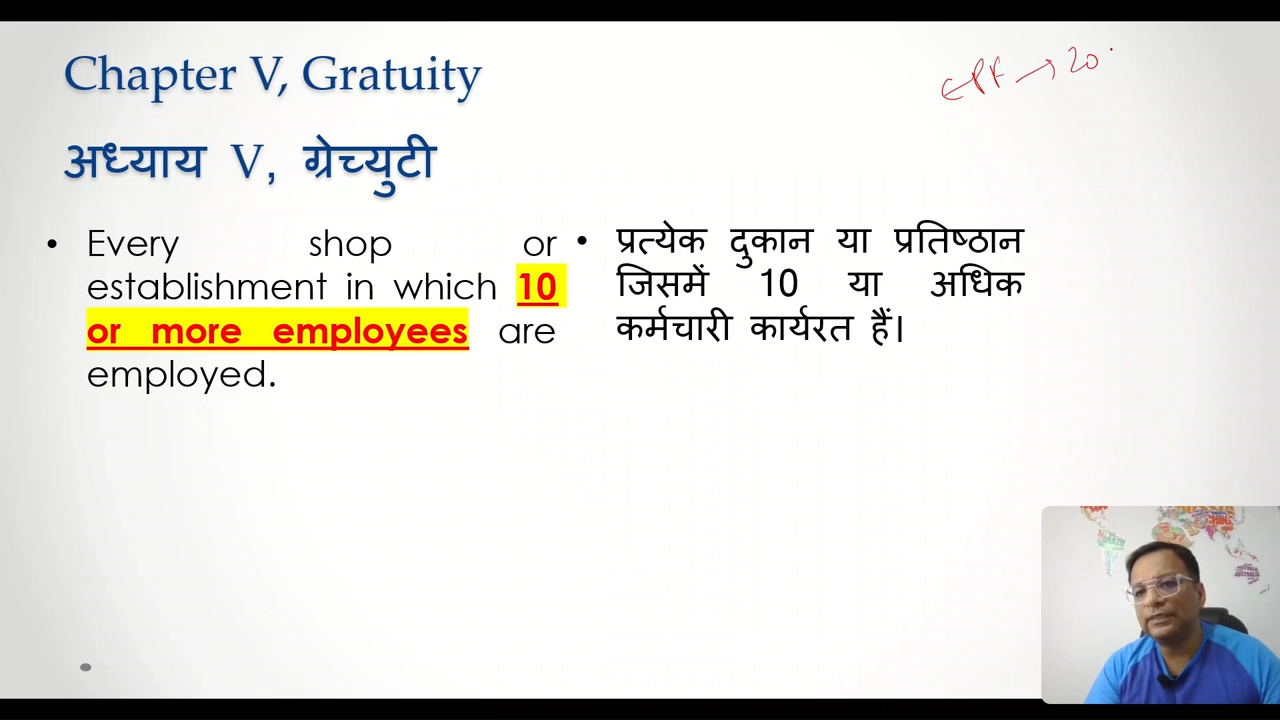 Chapter V, Gratuity
EPF → 20
अध्याय V, ग्रेच्युटी
• Every shop or
establishment in which 10
or more employees are
employed.
• प्रत्येक दुकान या प्रतिष्ठान
जिसमें 10 या अधिक
कर्मचारी कार्यरत हैं।